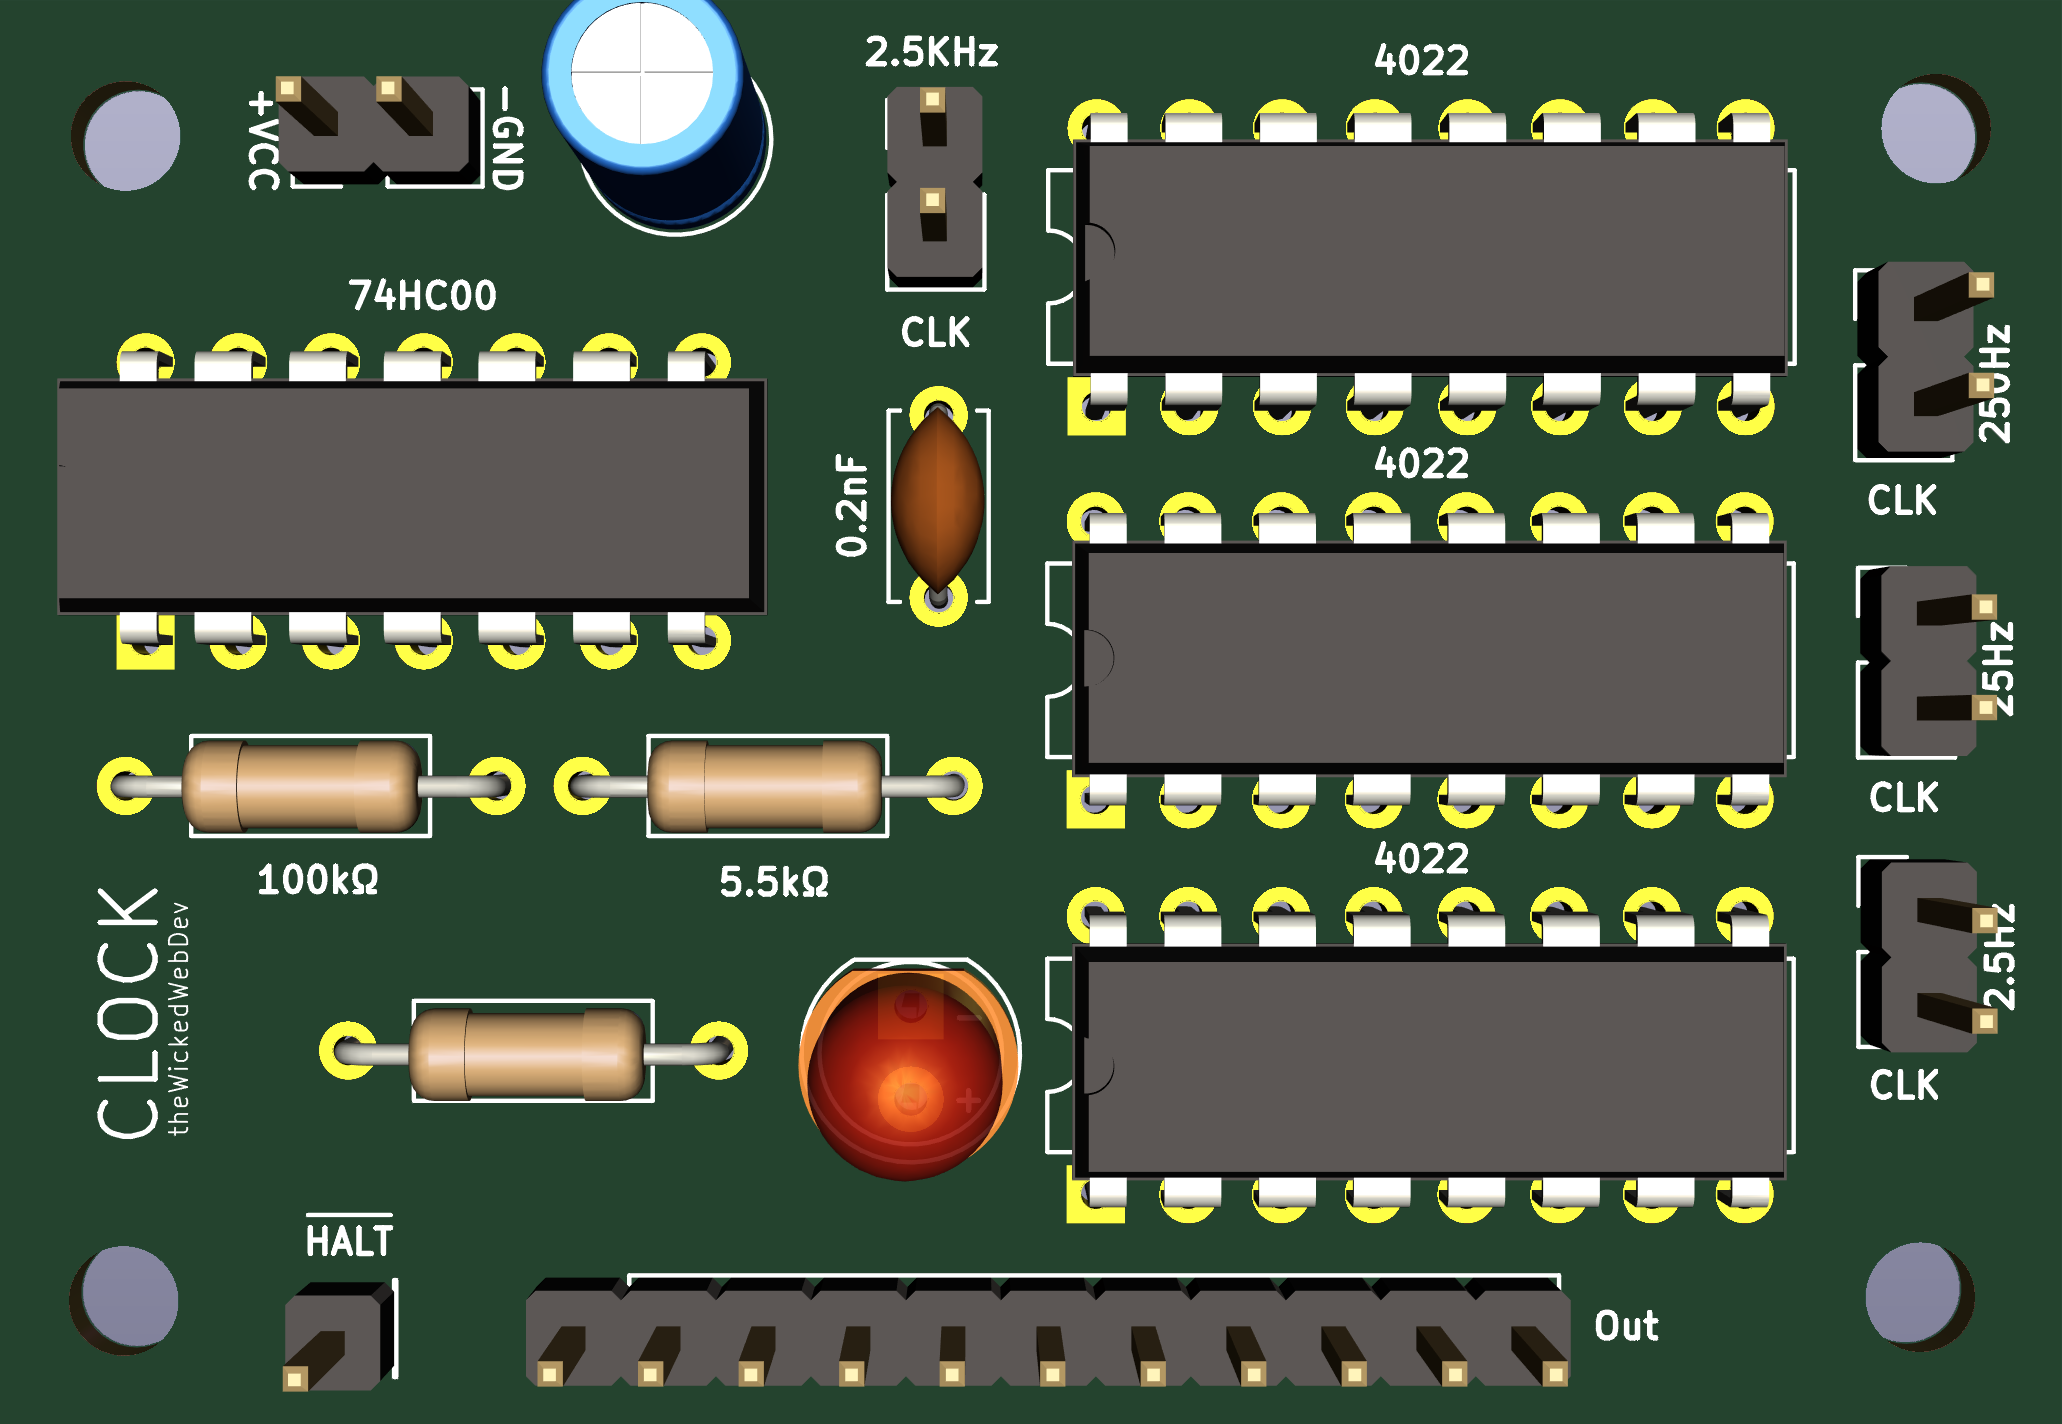 2.5KHz
4022
+VCC
-GND
74HC00
CLK
250Hz
4022
0.2nF
CLK
25Hz
CLK
4022
100kΩ
5.5kΩ
CLOCK
theWickedWebDev
2.5Hz
CLK
-
+
HALT
Out